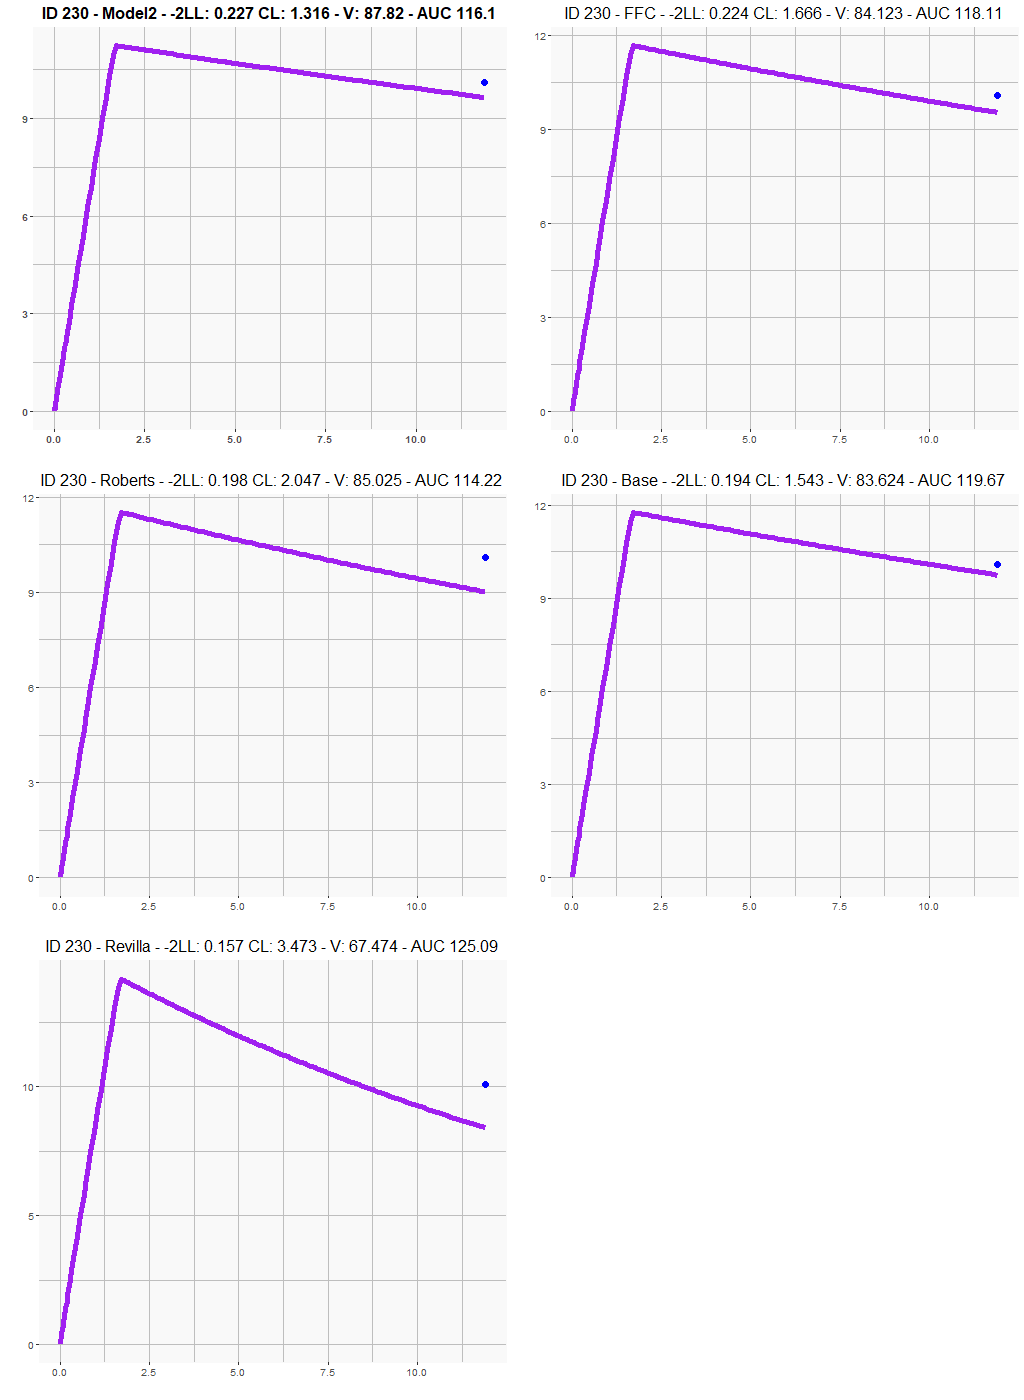 ID 230 - Model2 - -2LL: 0.227 CL: 1.316 - V: 87.82 - AUC 116.1
9
6
3
0
0.0 2.5 5.0 7.5 10.0
ID 230 - FFC - -2LL: 0.224 CL: 1.666 - V: 84.123 - AUC 118.11
12
9
6
3
0
0.0 2.5 5.0 7.5 10.0
ID 230 - Roberts - -2LL: 0.198 CL: 2.047 - V: 85.025 - AUC 114.22
12
9
6
3
0
0.0 2.5 5.0 7.5 10.0
ID 230 - Base - -2LL: 0.194 CL: 1.543 - V: 83.624 - AUC 119.67
12
9
6
3
0
0.0 2.5 5.0 7.5 10.0
ID 230 - Revilla - -2LL: 0.157 CL: 3.473 - V: 67.474 - AUC 125.09
10
5
0
0.0 2.5 5.0 7.5 10.0